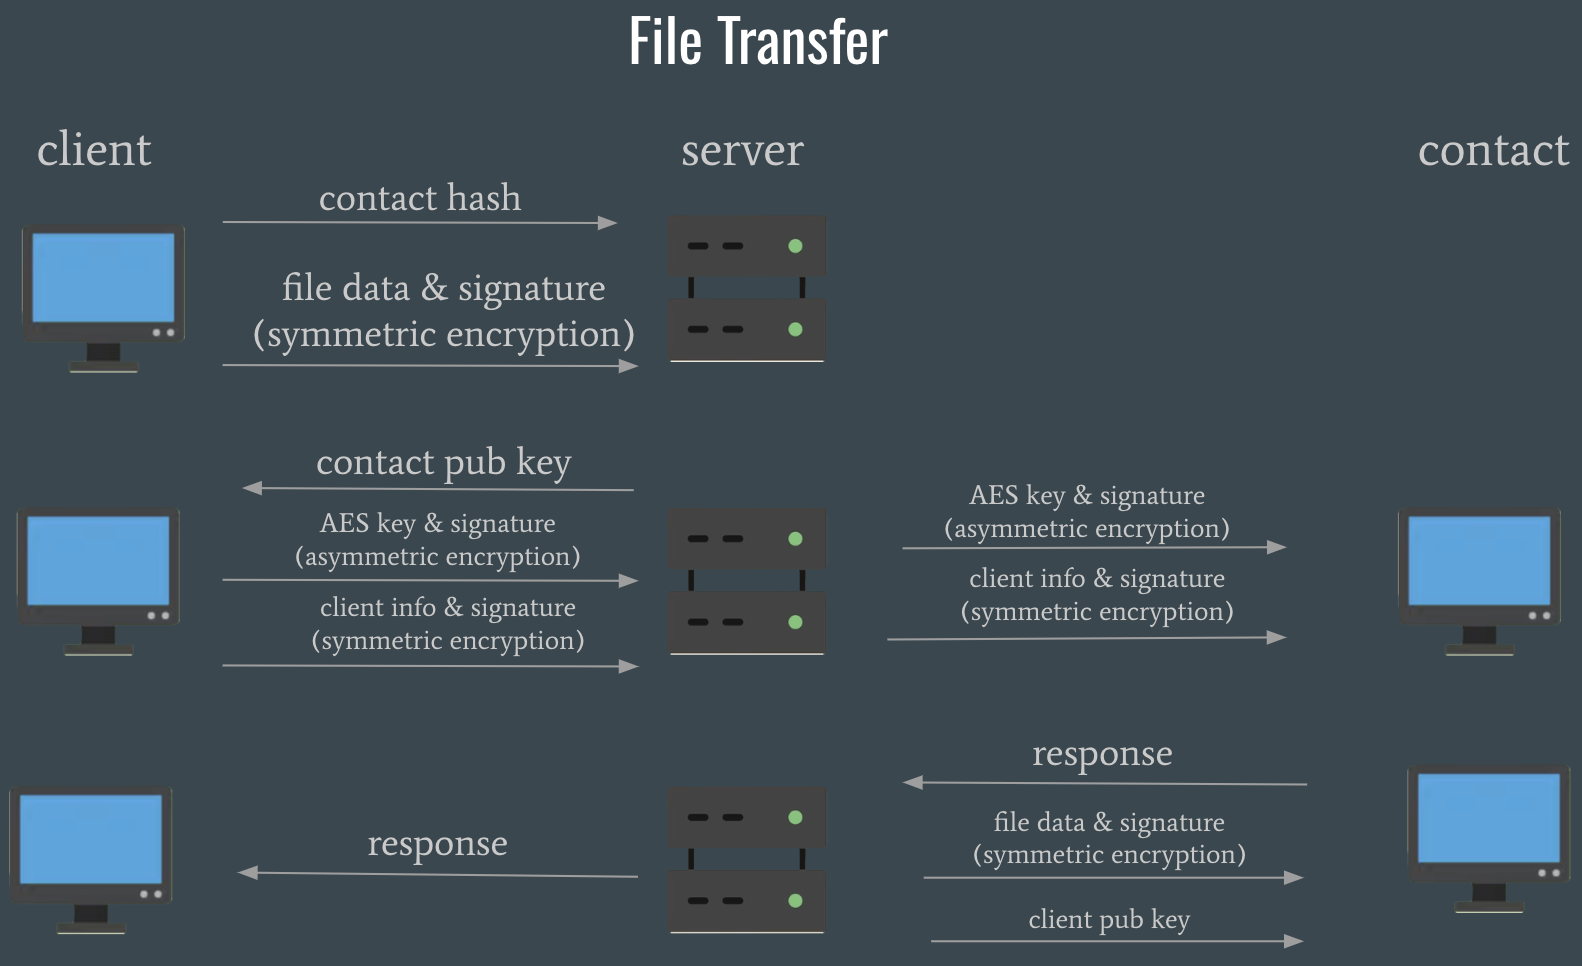 File Transfer
client
server
contact
contact hash
file data & signature
(symmetric encryption)
contact pub key
AES key & signature
(asymmetric encryption)
client info & signature
(symmetric encryption)
AES key & signature
(asymmetric encryption)
client info & signature
(symmetric encryption)
response
response
file data & signature
(symmetric encryption)
client pub key